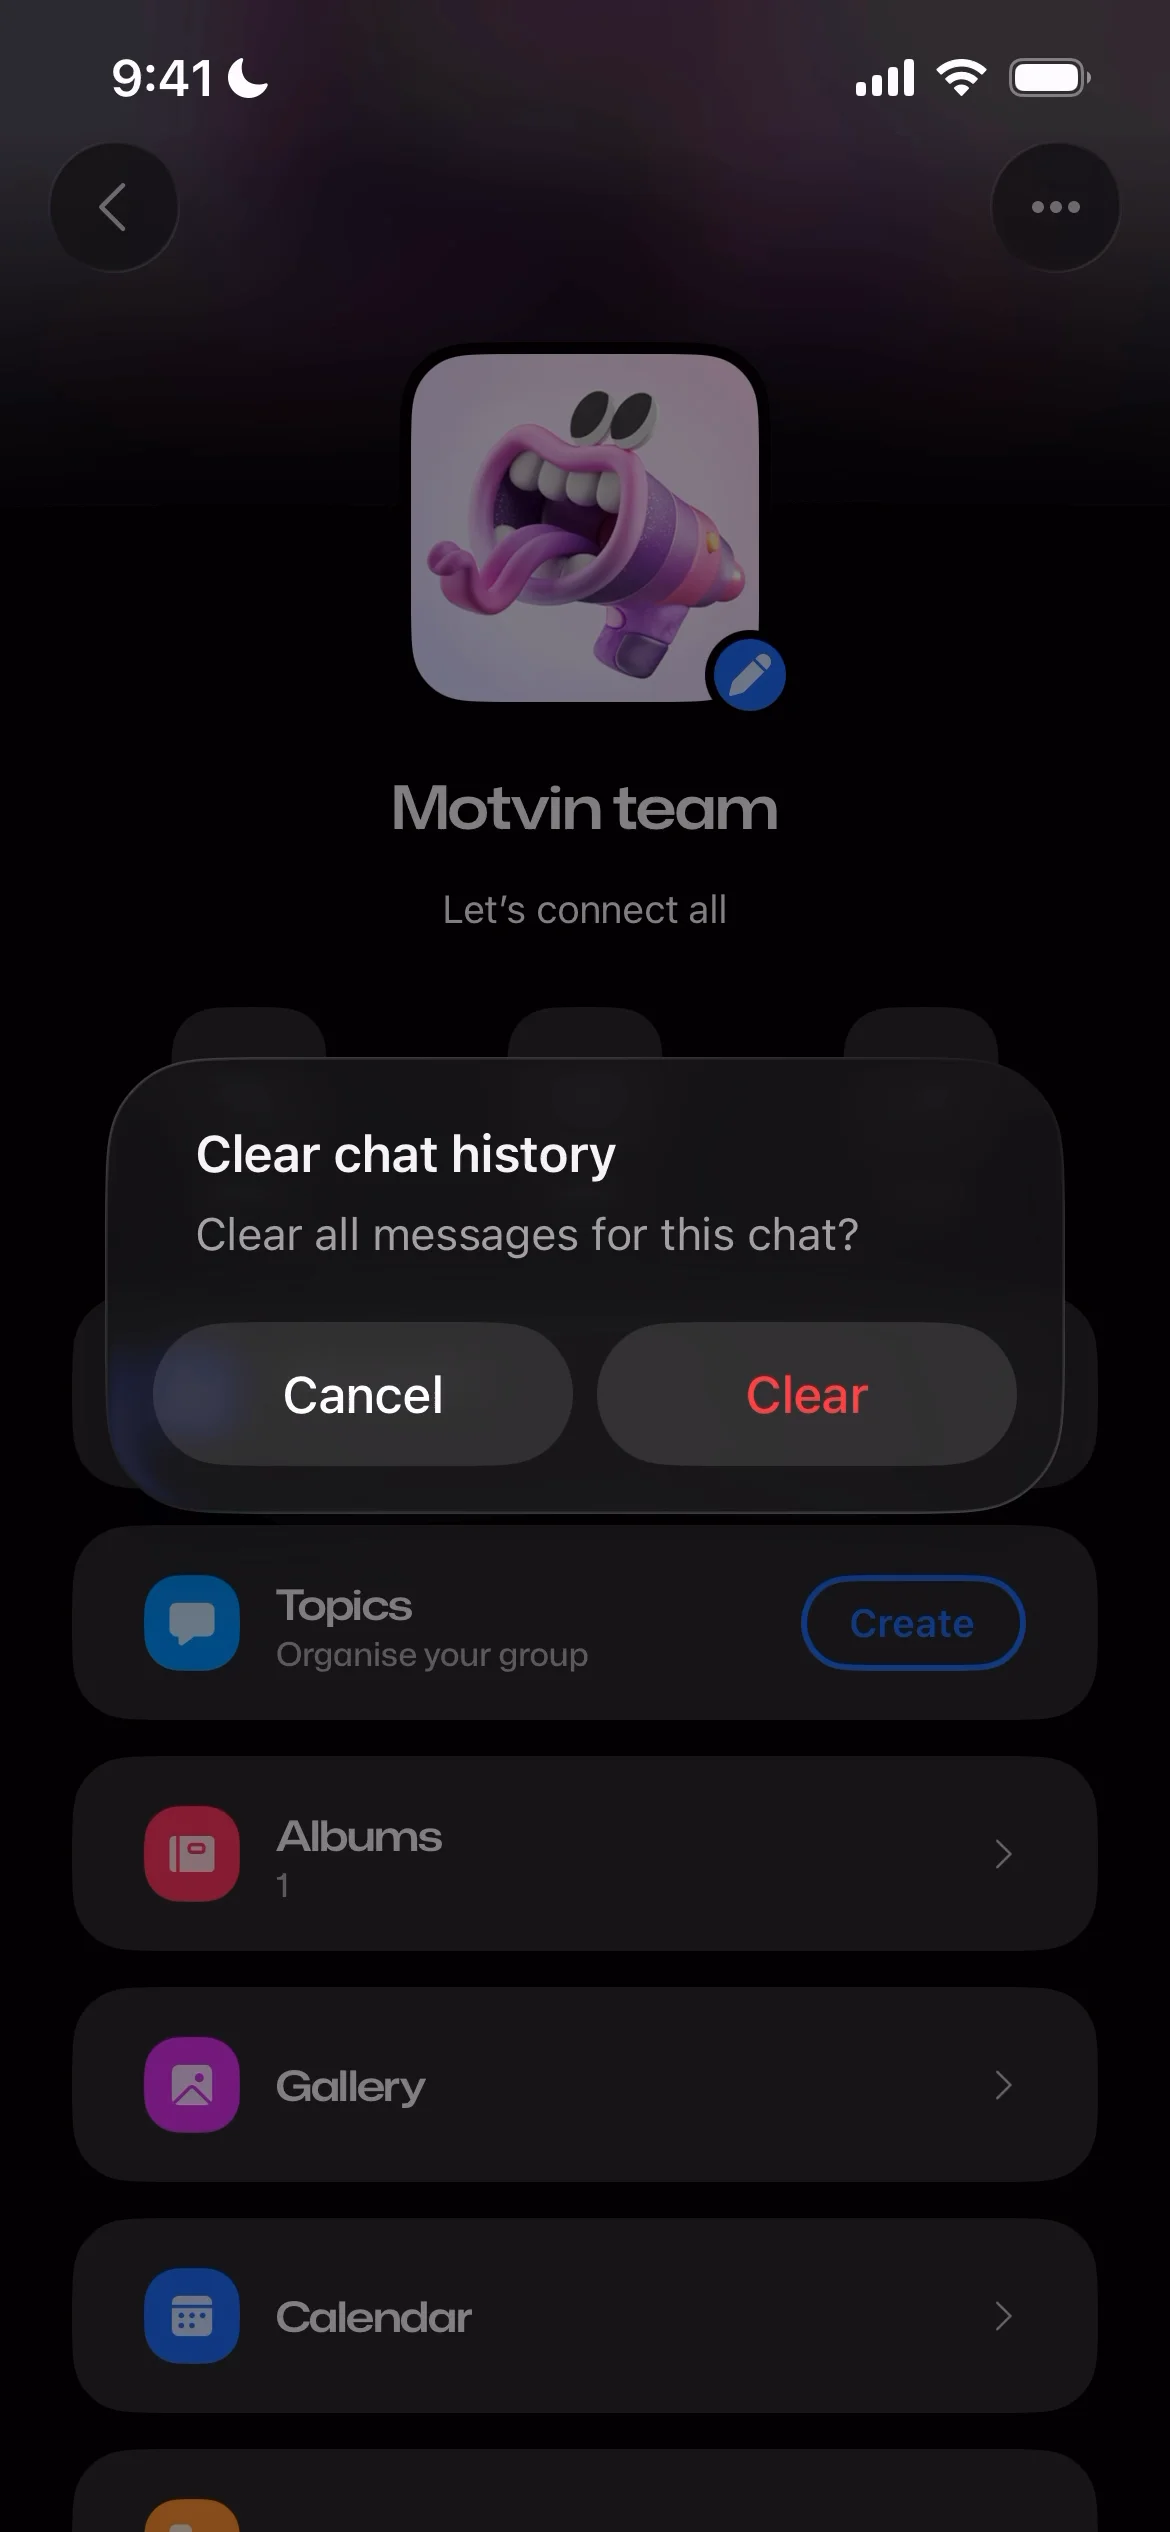 9:41
Motvin team
Let's connect all
Clear chat history
Clear all messages for this chat?
Cancel
Clear
Topics
Organise your group
Create
Albums
1
Gallery
Calendar